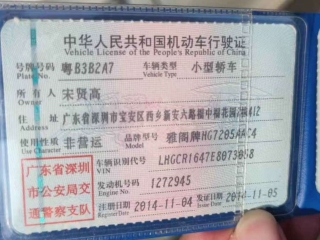 中华人民共和国机动车行驶证
Vehicle License of the People's Republic of China
号牌号码 粤B3B2A7 车辆类型 小型轿车
Plate No. Vehicle Type
所有人 宋贤高
Owner
住址 广东省深圳市宝安区西乡新安六路福中福花园 412
Address
使用性质 非营运 品牌型号 雅阁牌HG7205AAC4
Use Character Model
广东省深圳
市公安局交
通警察支队
车辆识别代号 LHGCR1647E8073058
VIN
发动机号码 1272945
Engine No.
注册日期 2014-11-04 发证日期 2014-11-05
Register Date Issue Date